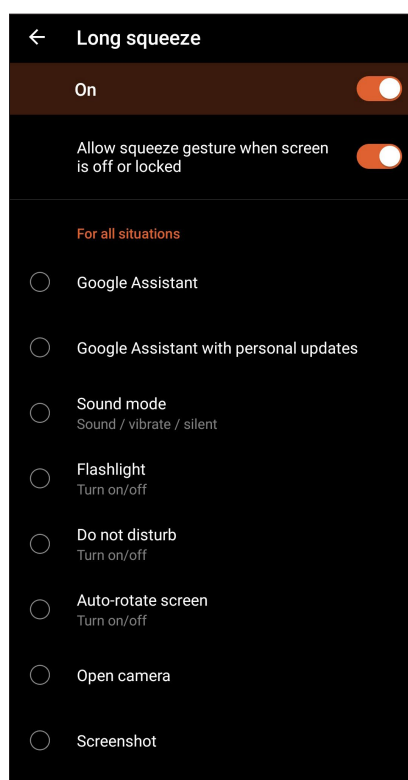 Long squeeze
On
Allow squeeze gesture when screen
is off or locked
For all situations
Google Assistant
Google Assistant with personal updates
Sound mode
Sound / vibrate / silent
Flashlight
Turn on/off
Do not disturb
Turn on/off
Auto-rotate screen
Turn on/off
Open camera
Screenshot